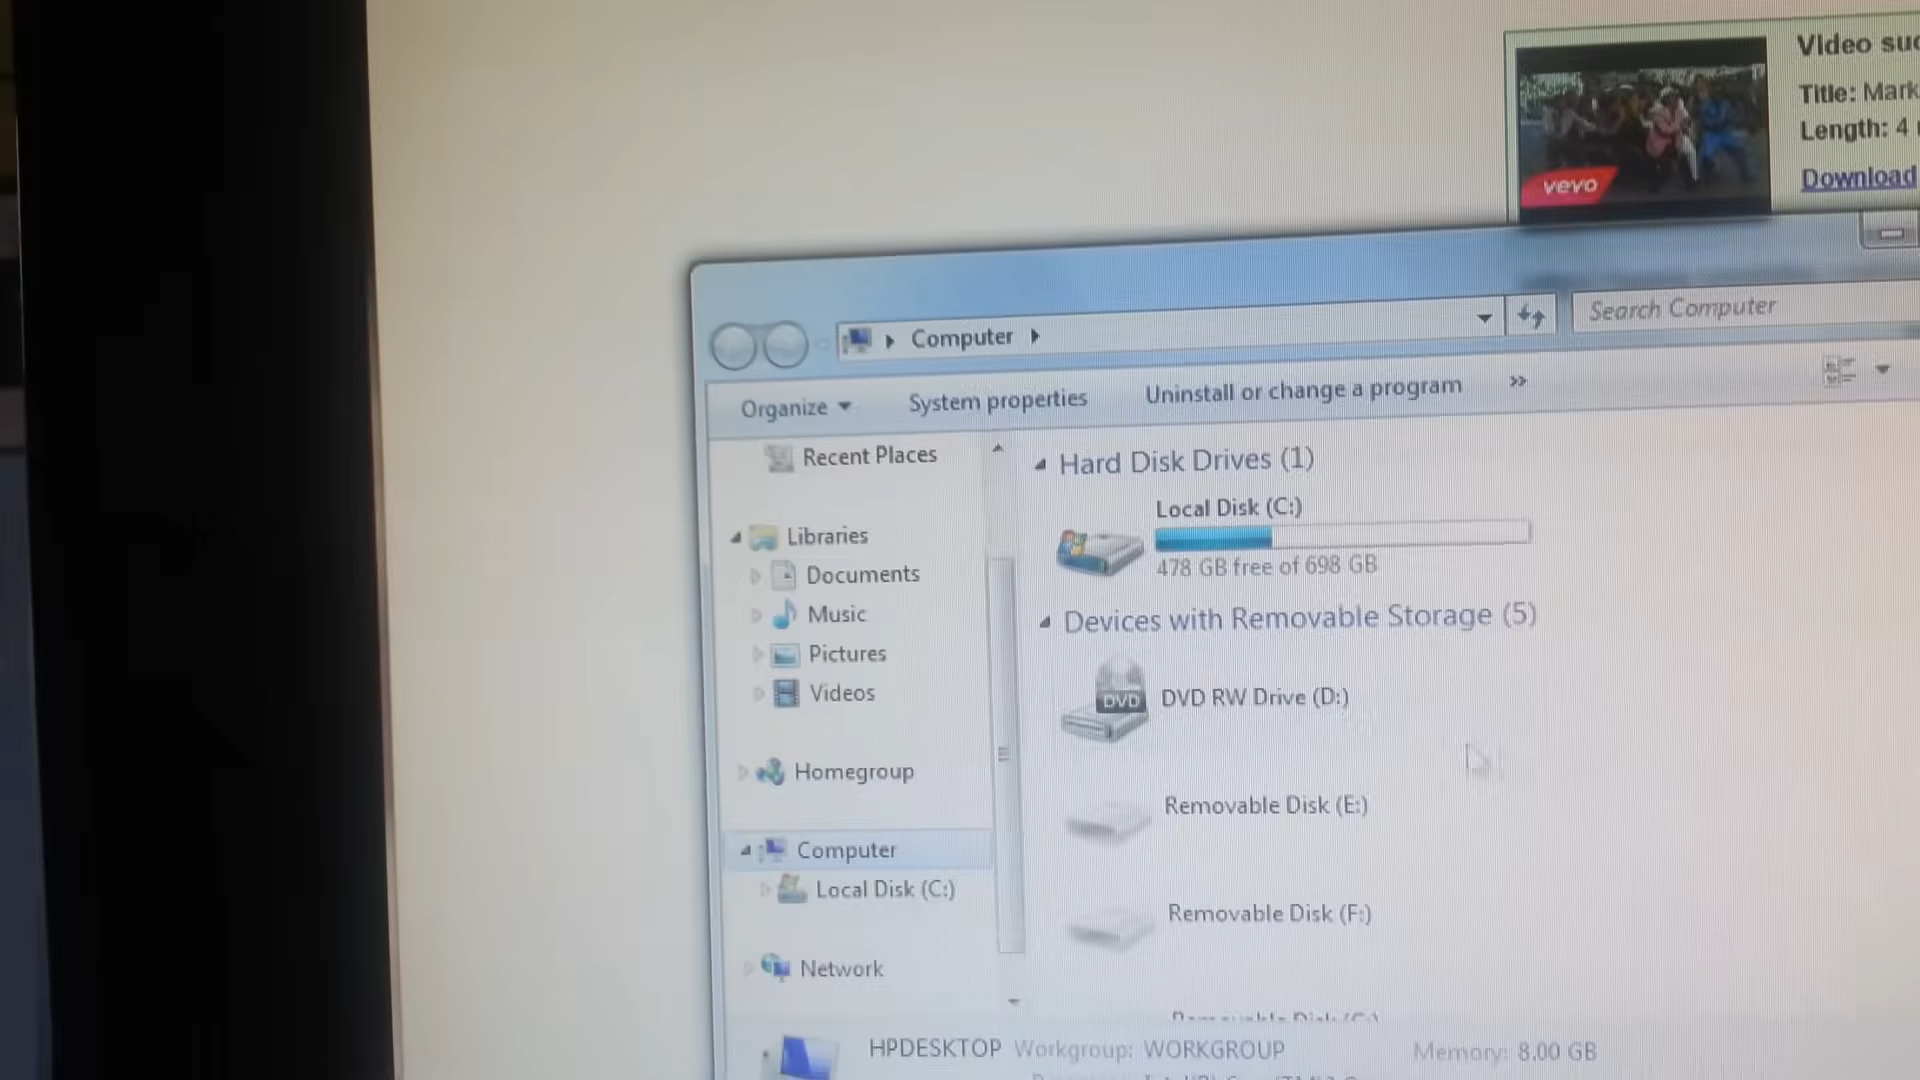 Video suc
Title: Mark
Length: 4
Download
vevo
Computer
Search Computer
Organize
System properties
Uninstall or change a program
»
Recent Places
Libraries
Documents
Music
Pictures
Videos
Homegroup
Computer
Local Disk (C:)
Network
Hard Disk Drives (1)
Local Disk (C:)
478 GB free of 698 GB
Devices with Removable Storage (5)
DVD
DVD RW Drive (D:)
Removable Disk (E:)
Removable Disk (F:)
HPDESKTOP Workgroup: WORKGROUP Memory: 8.00 GB